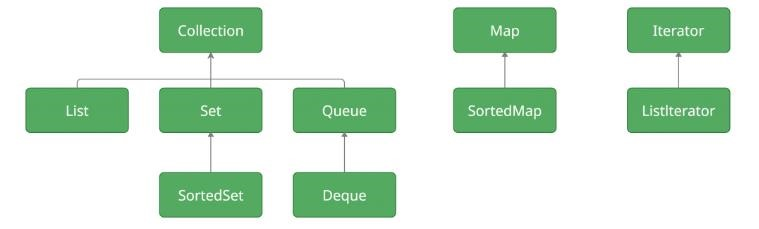 Collection
Map
Iterator
List
Set
Queue
SortedMap
ListIterator
SortedSet
Deque